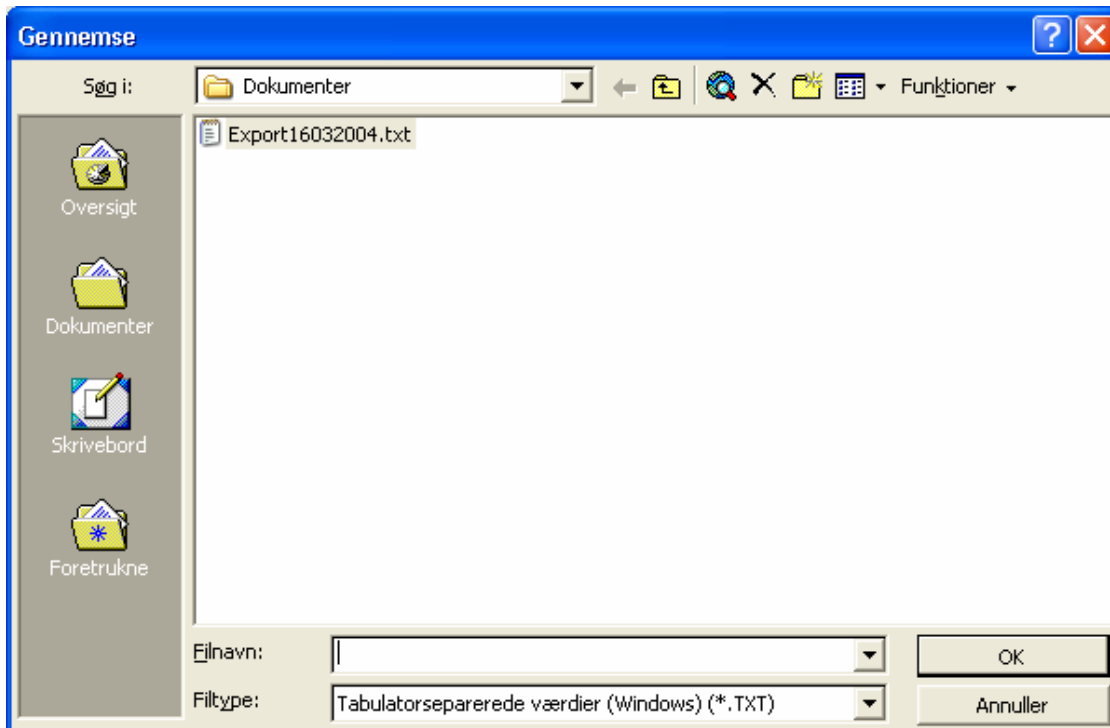 Gennemse
Søg i: Dokumenter Funktioner
Export16032004.txt
Oversigt
Dokumenter
Skrivebord
Foretrukne
Filnavn: OK
Filtype: Tabulatorseparerede værdier (Windows) (*.TXT) Annuller